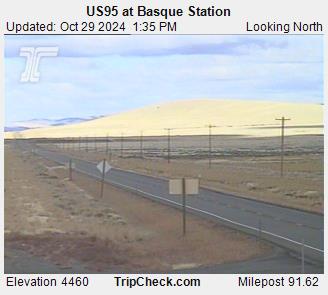 US95 at Basque Station
Updated: Oct 29 2024 1:35 PM Looking North
Elevation 4460 TripCheck.com Milepost 91.62